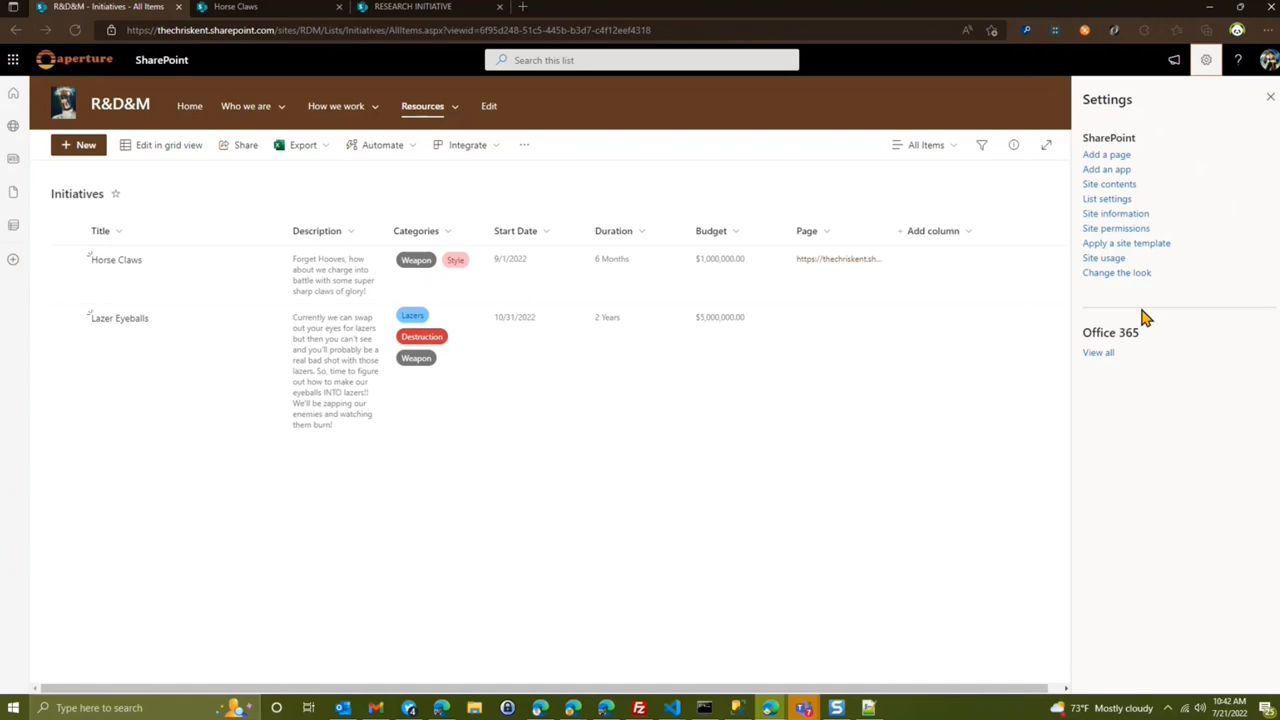 R&D&M - Initiatives - All Items
Horse Claws
RESEARCH INITIATIVE
https://thechriskent.sharepoint.com/sites/RDM/Lists/Initiatives/AllItems.aspx?viewid=6f95d248-51c5-445b-b3d7-c4f12eef4318
aperture
SharePoint
Search this list
R&D&M
Home
Who we are
How we work
Resources
Edit
New
Edit in grid view
Share
Export
Automate
Integrate
All Items
Initiatives
Title
Description
Categories
Start Date
Duration
Budget
Page
Add column
Horse Claws
Forget Hooves, how
about we charge into
battle with some super
sharp claws of glory!
Weapon
Style
9/1/2022
6 Months
$1,000,000.00
https://thechriskent.sh...
Lazer Eyeballs
Currently we can swap
out your eyes for lazers
but then you can't see
and you'll probably be a
real bad shot with those
lazers. So, time to figure
out how to make our
eyeballs INTO lazers!!
We'll be zapping our
enemies and watching
them burn!
Lazers
Destruction
Weapon
10/31/2022
2 Years
$5,000,000.00
Settings
SharePoint
Add a page
Add an app
Site contents
List settings
Site information
Site permissions
Apply a site template
Site usage
Change the look
Office 365
View all
Type here to search
73°F Mostly cloudy
10:42 AM
7/21/2022